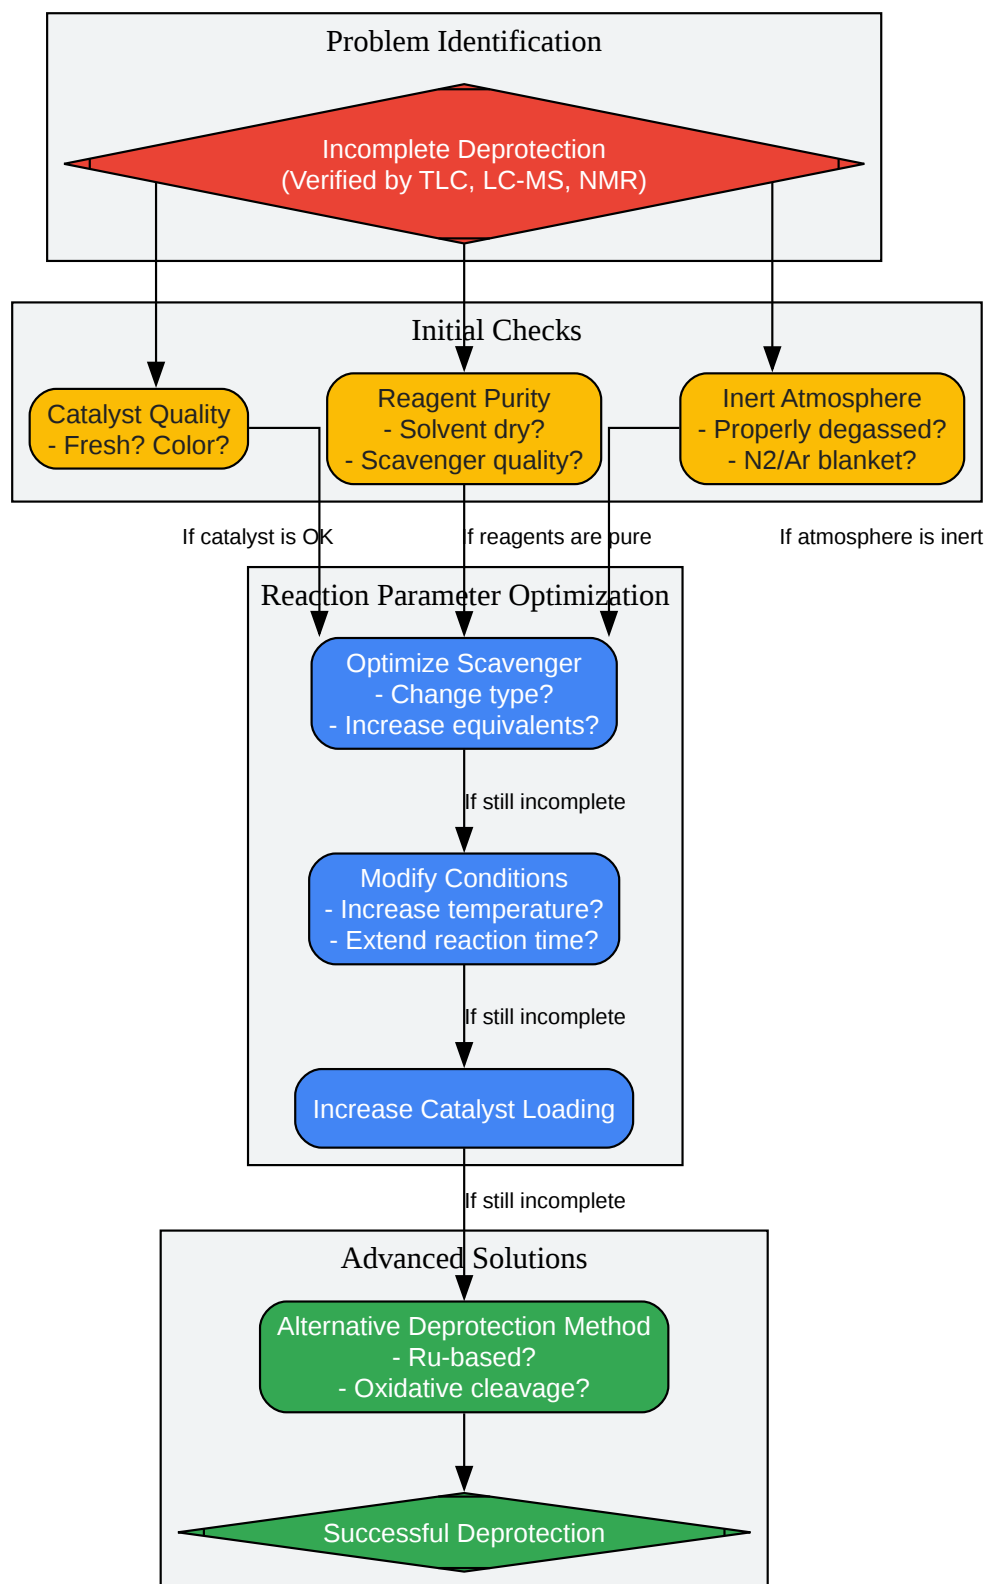 Problem Identification
Incomplete Deprotection
(Verified by TLC, LC-MS, NMR)
Initial Checks
Catalyst Quality
- Fresh? Color?
Reagent Purity
- Solvent dry?
- Scavenger quality?
Inert Atmosphere
- Properly degassed?
- N2/Ar blanket?
If catalyst is OK
If reagents are pure
If atmosphere is inert
Reaction Parameter Optimization
Optimize Scavenger
- Change type?
- Increase equivalents?
If still incomplete
Modify Conditions
- Increase temperature?
- Extend reaction time?
If still incomplete
Increase Catalyst Loading
If still incomplete
Advanced Solutions
Alternative Deprotection Method
- Ru-based?
- Oxidative cleavage?
Successful Deprotection